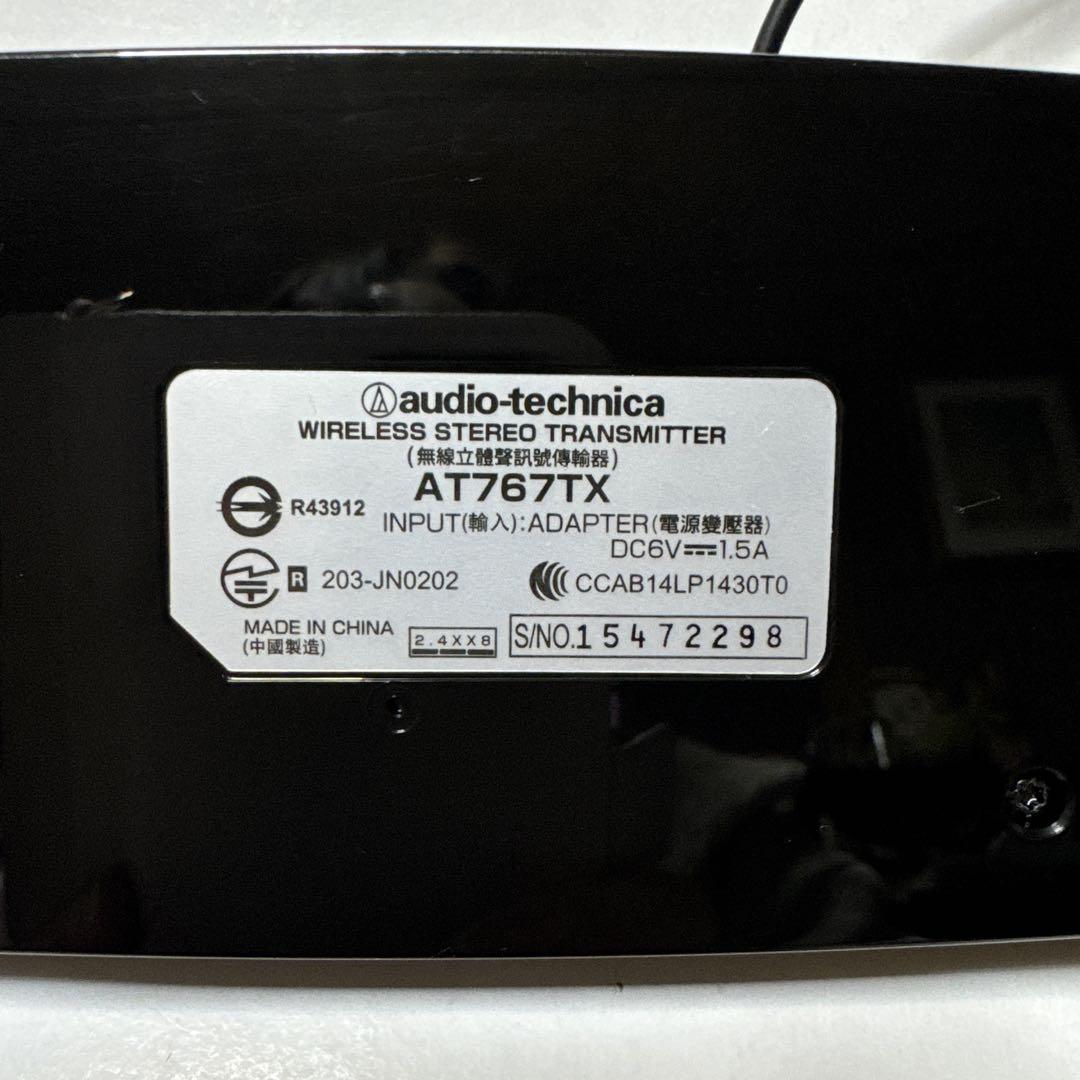 audio-technica
WIRELESS STEREO TRANSMITTER
(無線立體聲訊號傳輸器)
AT767TX
R43912
INPUT(輸入):ADAPTER(電源變壓器)
DC6V⎓1.5A
R 203-JN0202
CCAB14LP1430T0
MADE IN CHINA
(中國製造)
2.4XX8
S/NO.15472298